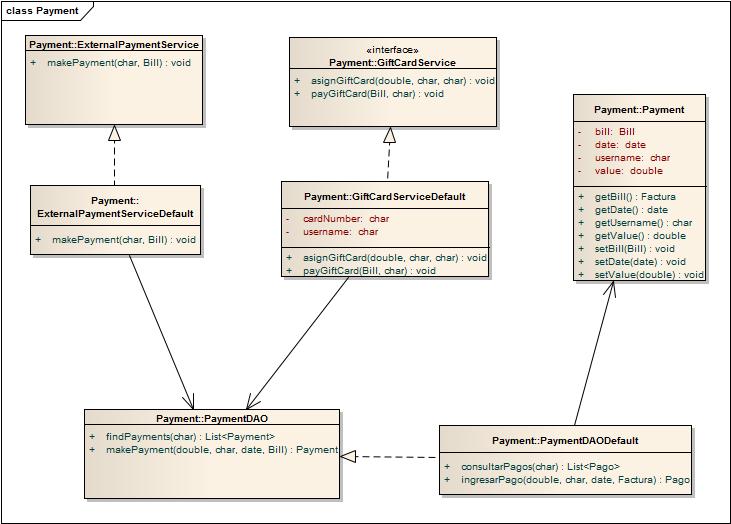 class Payment
Payment::ExternalPaymentService
+ makePayment(char, Bill) : void
«interface»
Payment::GiftCardService
+ asignGiftCard(double, char, char) : void
+ payGiftCard(Bill, char) : void
Payment::Payment
- bill: Bill
- date: date
- username: char
- value: double
+ getBill() : Factura
+ getDate() : date
+ getUsername() : char
+ getValue() : double
+ setBill(Bill) : void
+ setDate(date) : void
+ setValue(double) : void
Payment::
ExternalPaymentServiceDefault
+ makePayment(char, Bill) : void
Payment::GiftCardServiceDefault
- cardNumber: char
- username: char
+ asignGiftCard(double, char, char) : void
+ payGiftCard(Bill, char) : void
Payment::PaymentDAO
+ findPayments(char) : List<Payment>
+ makePayment(double, char, date, Bill) : Payment
Payment::PaymentDAODefault
+ consultarPagos(char) : List<Pago>
+ ingresarPago(double, char, date, Factura) : Pago